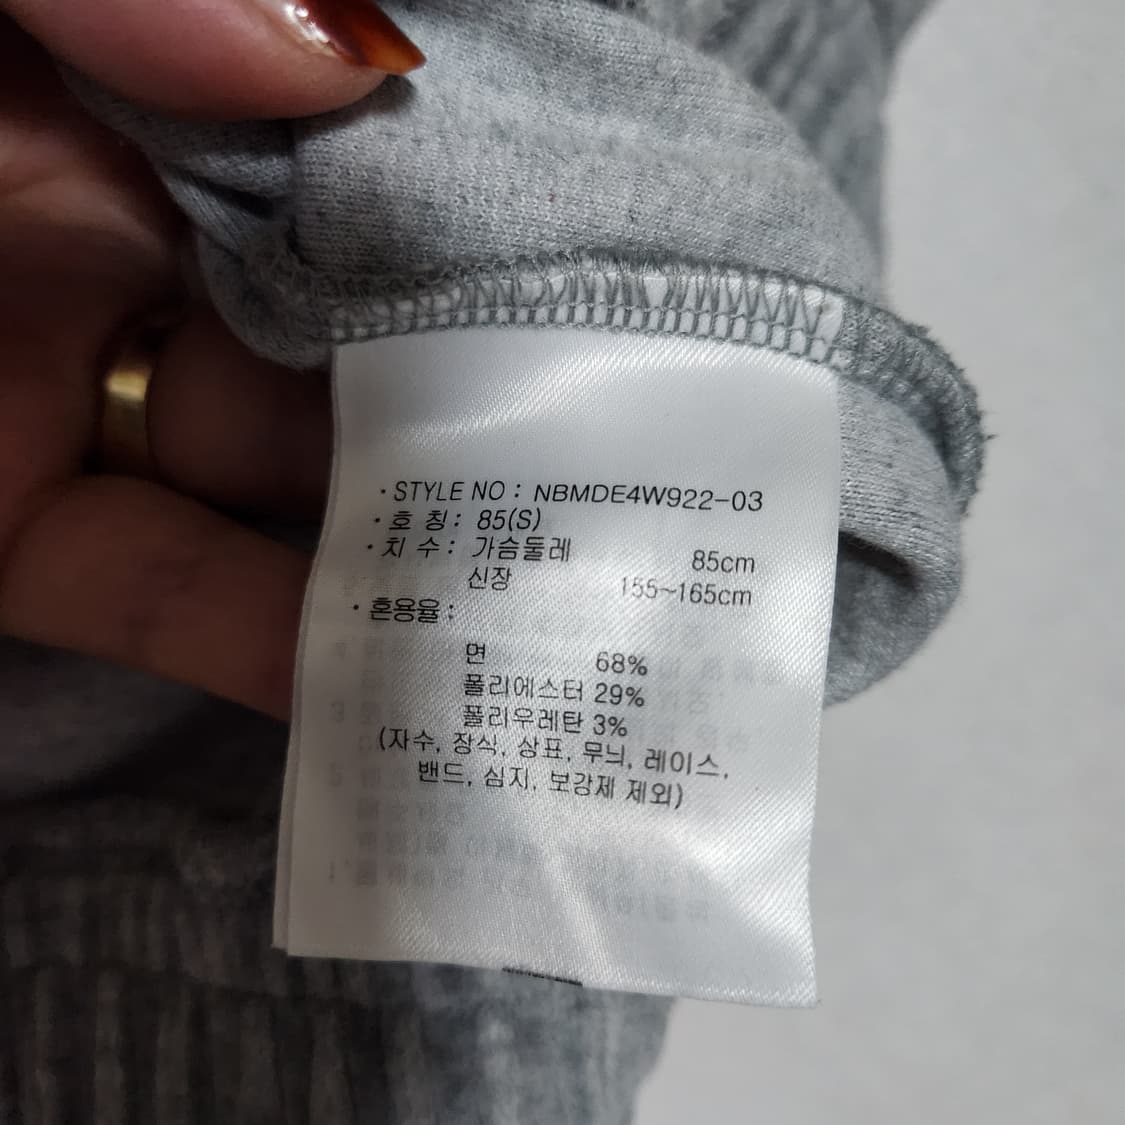 · STYLE NO : NBMDE4W922-03
· 호 칭 : 85(S)
· 치 수 : 가슴둘레 85cm
신장 155~165cm
· 혼용율 :
면 68%
폴리에스터 29%
폴리우레탄 3%
(자수, 장식, 상표, 무늬, 레이스,
밴드, 심지, 보강제 제외)